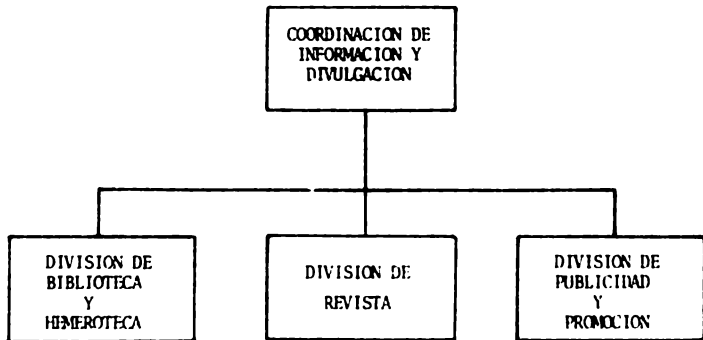 COORDINACION DE
INFORMACION Y
DIVULGACION
DIVISION DE
BIBLIOTECA
Y
HEMEROTECA
DIVISION DE
REVISTA
DIVISION DE
PUBLICIDAD
Y
PROMOCION